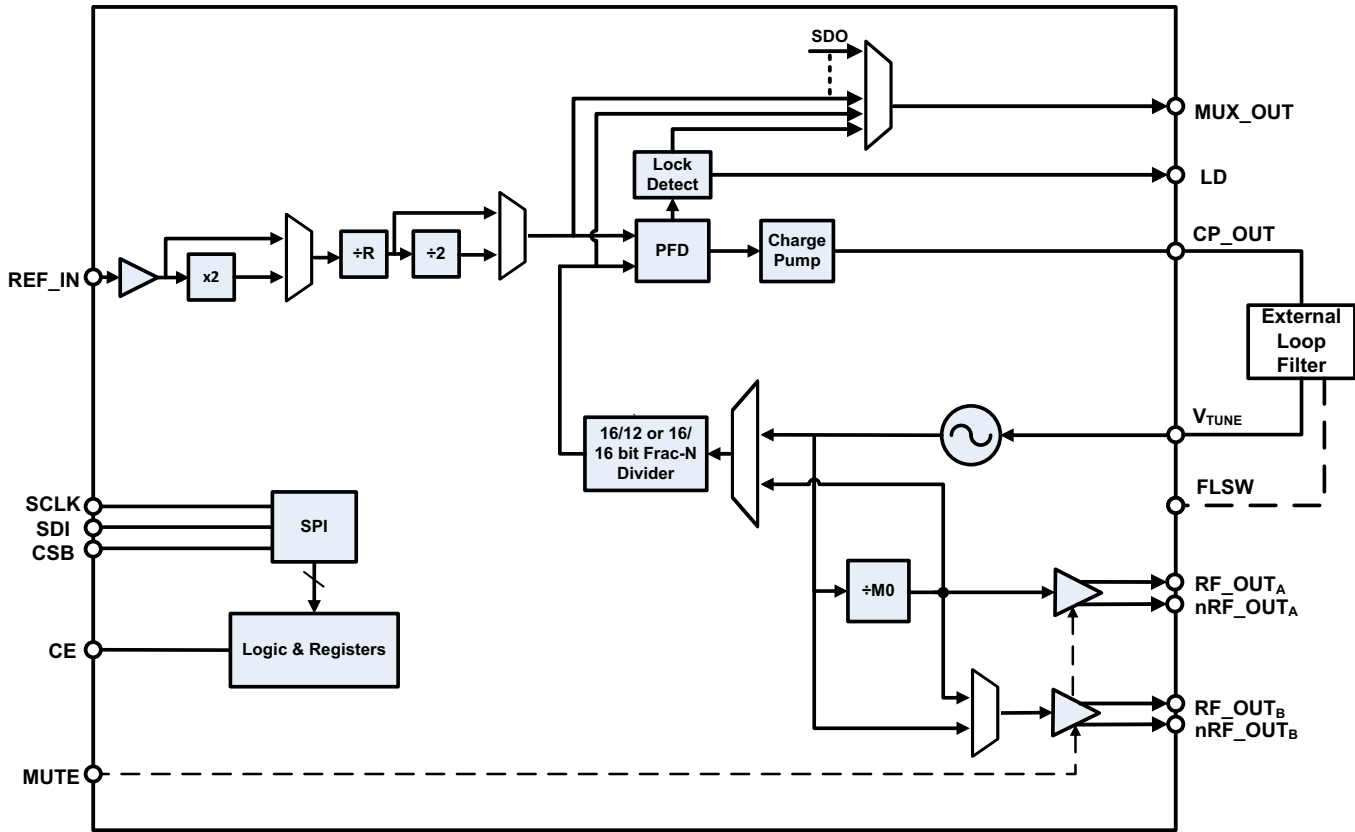 SDO
MUX_OUT
Lock
Detect
LD
CP_OUT
÷R
÷2
PFD
Charge
Pump
REF_IN
x2
External
Loop
Filter
VTUNE
16/12 or 16/
16 bit Frac-N
Divider
FLSW
SCLK
SDI
CSB
SPI
÷M0
RF_OUTA
nRF_OUTA
CE
Logic & Registers
RF_OUTB
nRF_OUTB
MUTE